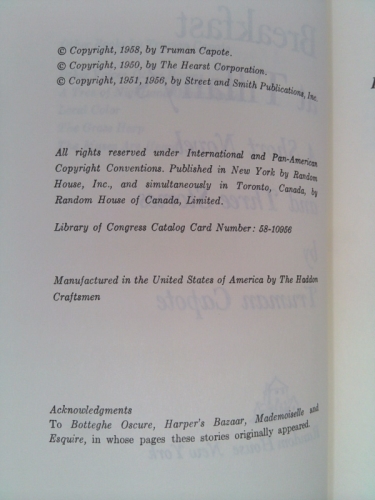 © Copyright, 1958, by Truman Capote.
© Copyright, 1950, by The Hearst Corporation.
© Copyright, 1951, 1956, by Street and Smith Publications, Inc.
All rights reserved under International and Pan-American
Copyright Conventions. Published in New York by Random
House, Inc., and simultaneously in Toronto, Canada, by
Random House of Canada, Limited.
Library of Congress Catalog Card Number: 58-10956
Manufactured in the United States of America by The Haddon
Craftsmen
Acknowledgments
To Botteghe Oscure, Harper's Bazaar, Mademoiselle and
Esquire, in whose pages these stories originally appeared.